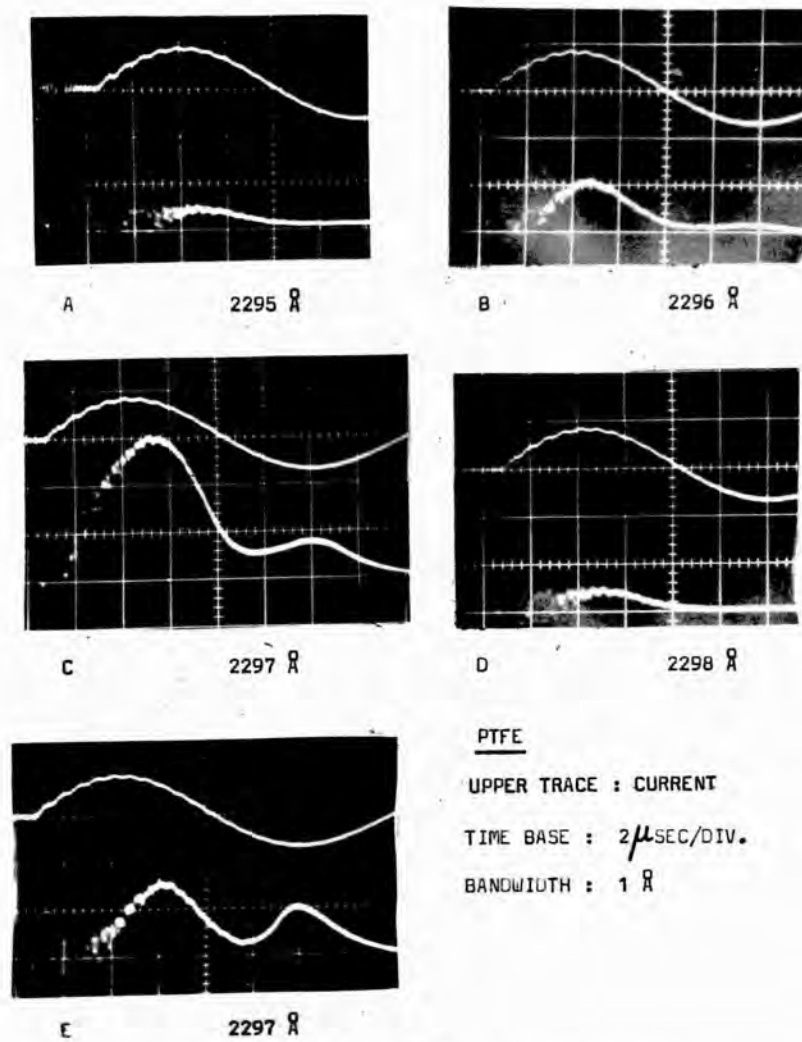 A 2295 Å
B 2296 Å
C 2297 Å
D 2298 Å
PTFE
UPPER TRACE : CURRENT
TIME BASE : 2μSEC/DIV.
BANDWIDTH : 1 Å
E 2297 Å